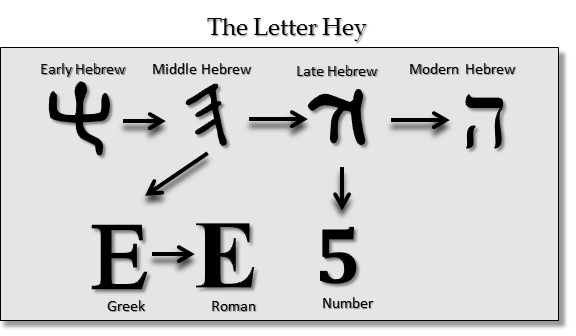 The Letter Hey
Early Hebrew Middle Hebrew Late Hebrew Modern Hebrew
ה
E E 5
Greek Roman Number